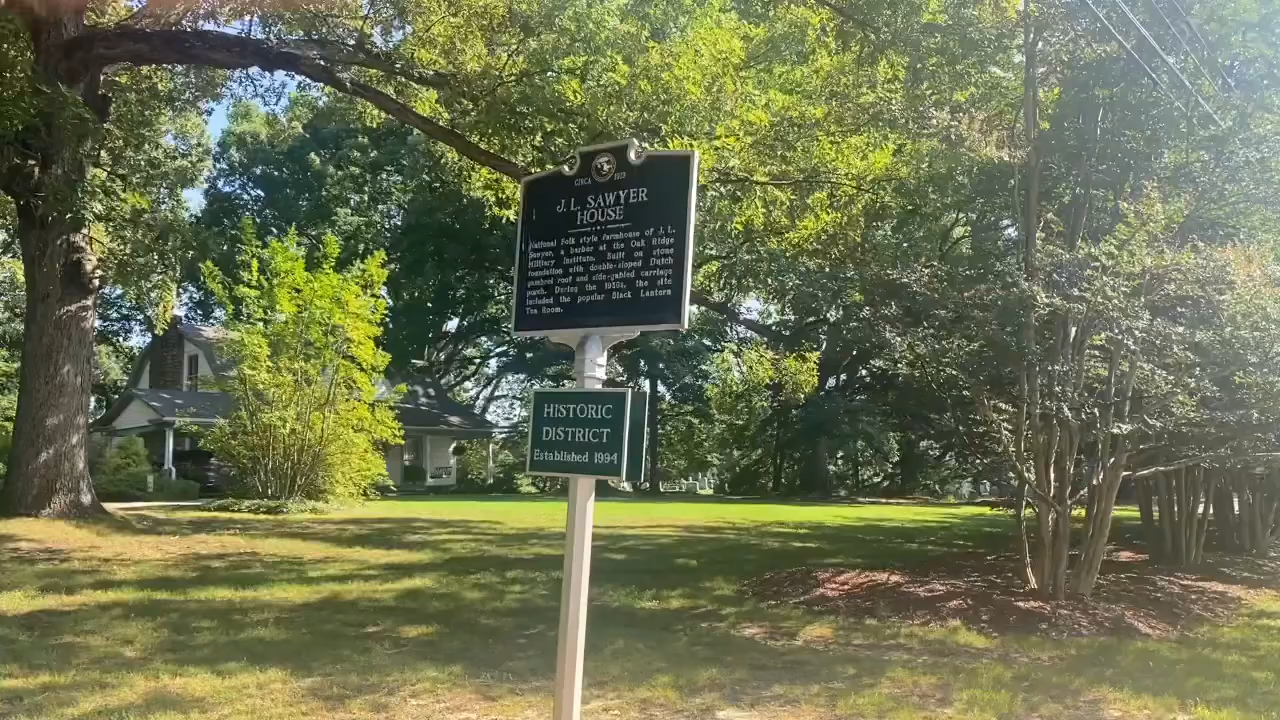 CIRCA 1913
J. L. SAWYER
HOUSE
National Folk style farmhouse of J. L.
Sawyer, a barber at the Oak Ridge
Military Institute. Built on stone
foundation with double-sloped Dutch
gambrel roof and side-gabled carriage
porch. During the 1950s, the site
included the popular Black Lantern
Tea Room.
HISTORIC
DISTRICT
Established 1994